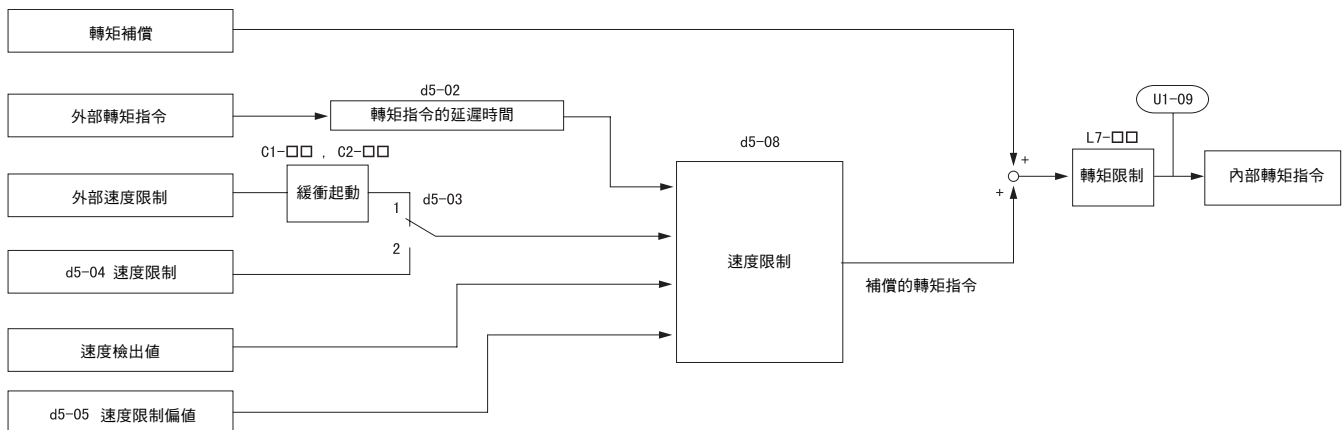 轉矩補償
d5-02
外部轉矩指令
轉矩指令的延遲時間
U1-09
L7-□□
d5-08
C1-□□ , C2-□□
外部速度限制
緩衝起動
d5-03
1
+
+
轉矩限制
內部轉矩指令
2
d5-04 速度限制
速度限制
補償的轉矩指令
速度檢出值
d5-05 速度限制偏值